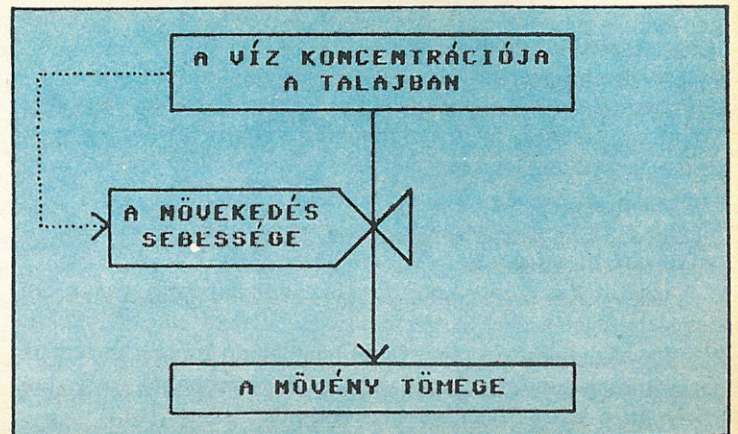 A VÍZ KONCENTRÁCIÓJA
A TALAJBAN
A NÖVEKEDÉS
SEBESSÉGE
A NÖVÉNY TÖMEGE